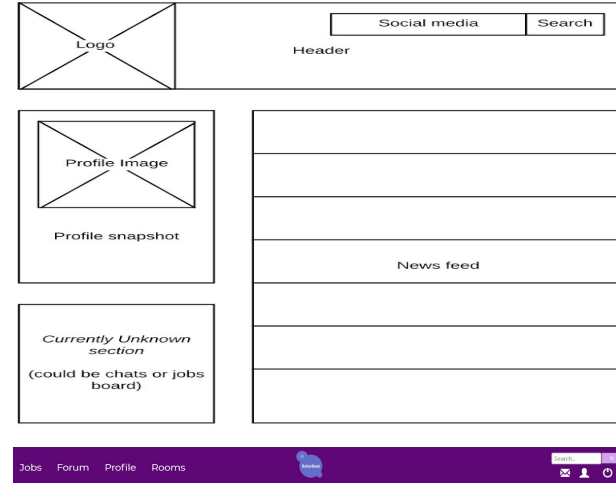 Logo
Social media
Search
Header
Profile Image
Profile snapshot
News feed
Currently Unknown
section
(could be chats or jobs
board)
Jobs Forum Profile Rooms
Search..